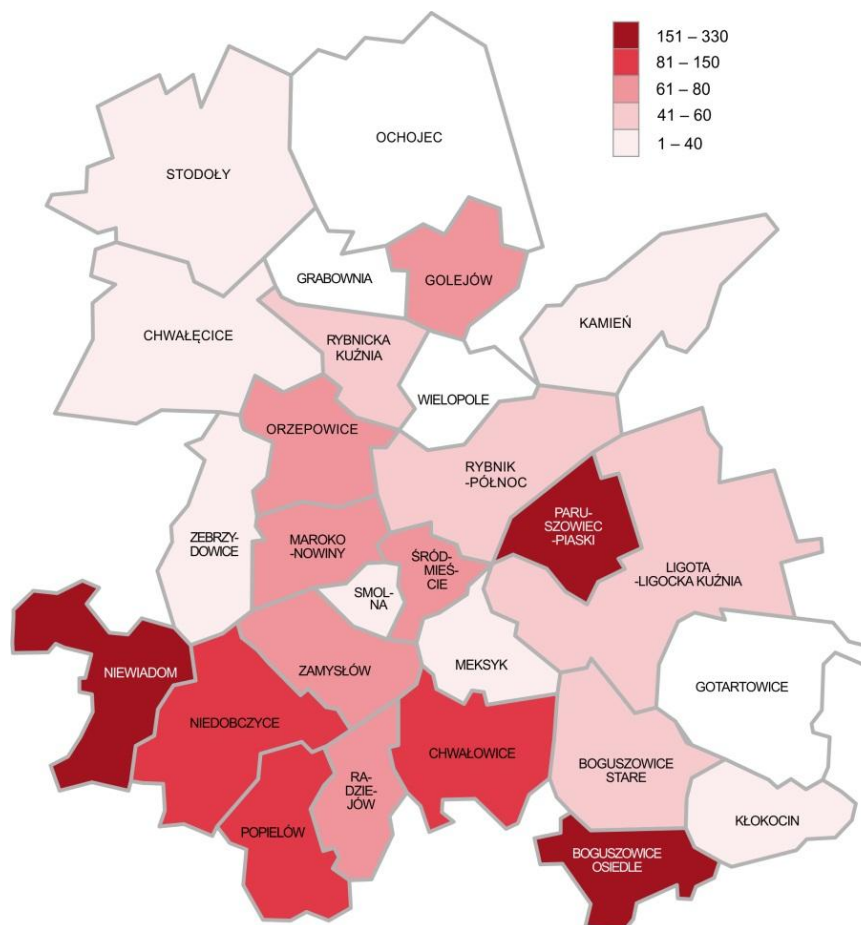 151 – 330
81 – 150
61 – 80
41 – 60
1 – 40
OCHOJEC
STODOŁY
GRABOWNIA
GOLEJÓW
KAMIEŃ
CHWAŁĘCICE
RYBNICKA
KUŹNIA
WIELOPOLE
ORZEPOWICE
RYBNIK
-PÓŁNOC
PARU-
SZOWIEC
-PIASKI
ZEBRZY-
DOWICE
MAROKO
-NOWINY
ŚRÓD-
MIEŚ-
CIE
LIGOTA
-LIGOCKA KUŹNIA
SMOL-
NA
NIEWIADOM
ZAMYSŁÓW
MEKSYK
GOTARTOWICE
NIEDOBCZYCE
CHWAŁOWICE
BOGUSZOWICE
STARE
RA-
DZIE-
JÓW
POPIELÓW
KŁOKOCIN
BOGUSZOWICE
OSIEDLE